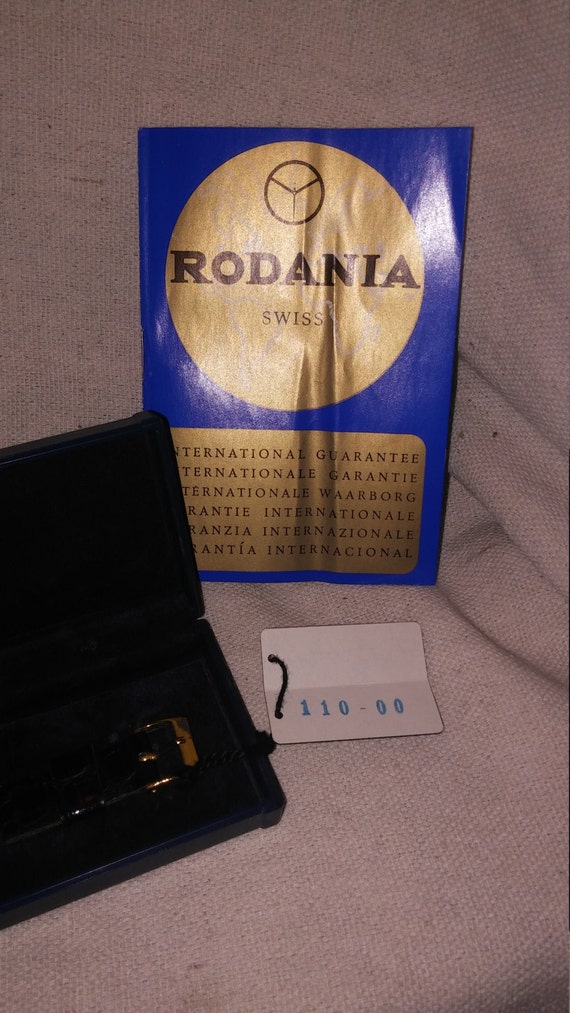 RODANIA
SWISS
INTERNATIONAL GUARANTEE
INTERNATIONALE GARANTIE
INTERNATIONALE WAARBORG
GARANTIE INTERNATIONALE
GARANZIA INTERNAZIONALE
GARANTÍA INTERNACIONAL
110-00